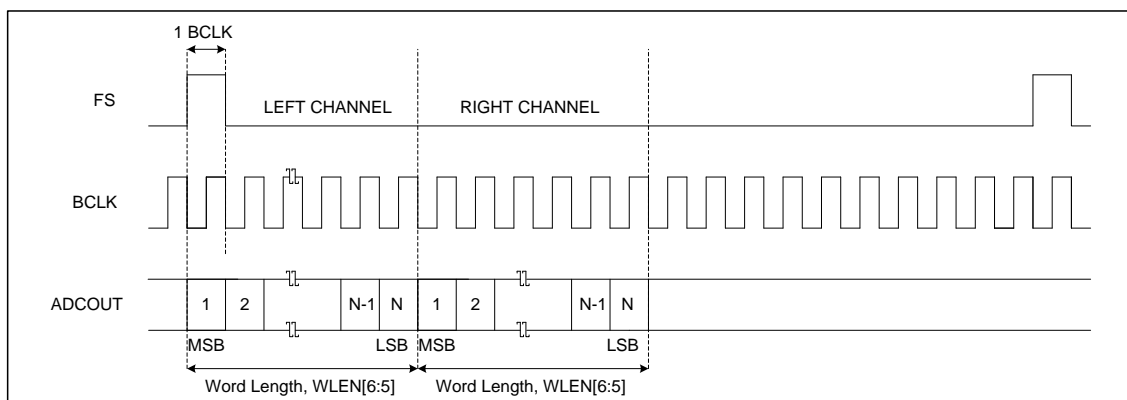 1 BCLK
FS
LEFT CHANNEL
RIGHT CHANNEL
BCLK
ADCOUT
1
2
N-1
N
1
2
N-1
N
MSB
LSB
MSB
LSB
Word Length, WLEN[6:5]
Word Length, WLEN[6:5]